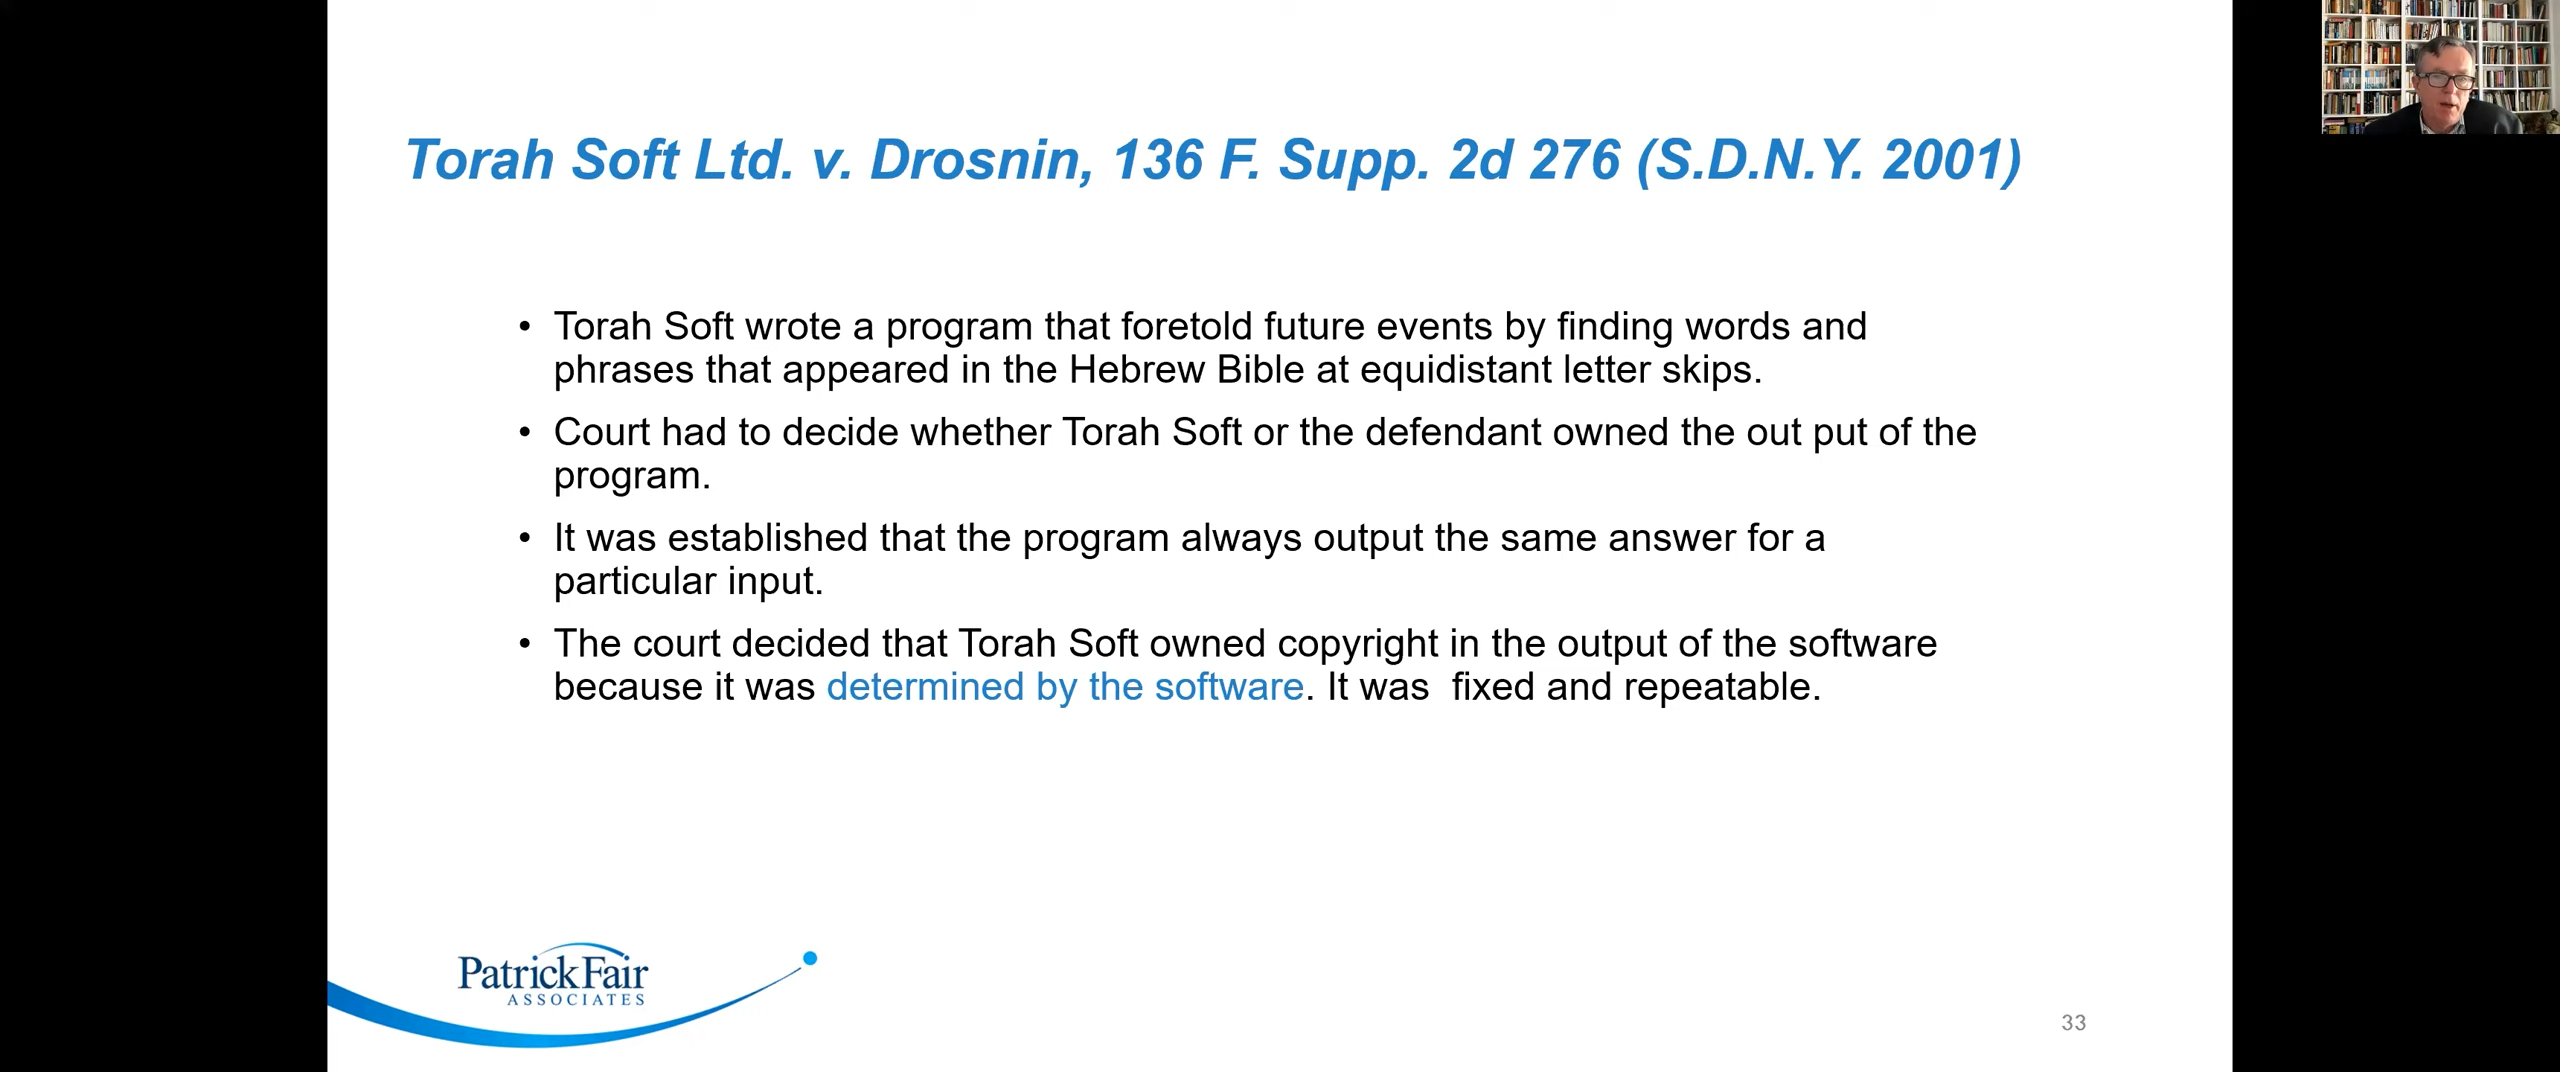 Torah Soft Ltd. v. Drosnin, 136 F. Supp. 2d 276 (S.D.N.Y. 2001)
• Torah Soft wrote a program that foretold future events by finding words and
phrases that appeared in the Hebrew Bible at equidistant letter skips.
• Court had to decide whether Torah Soft or the defendant owned the out put of the
program.
• It was established that the program always output the same answer for a
particular input.
• The court decided that Torah Soft owned copyright in the output of the software
because it was determined by the software. It was  fixed and repeatable.
PatrickFair
ASSOCIATES
33